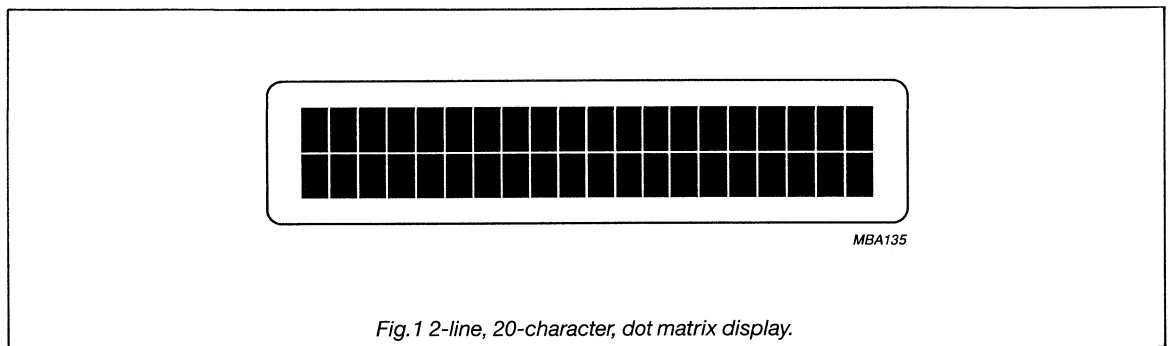 MBA135
Fig.1 2-line, 20-character, dot matrix display.